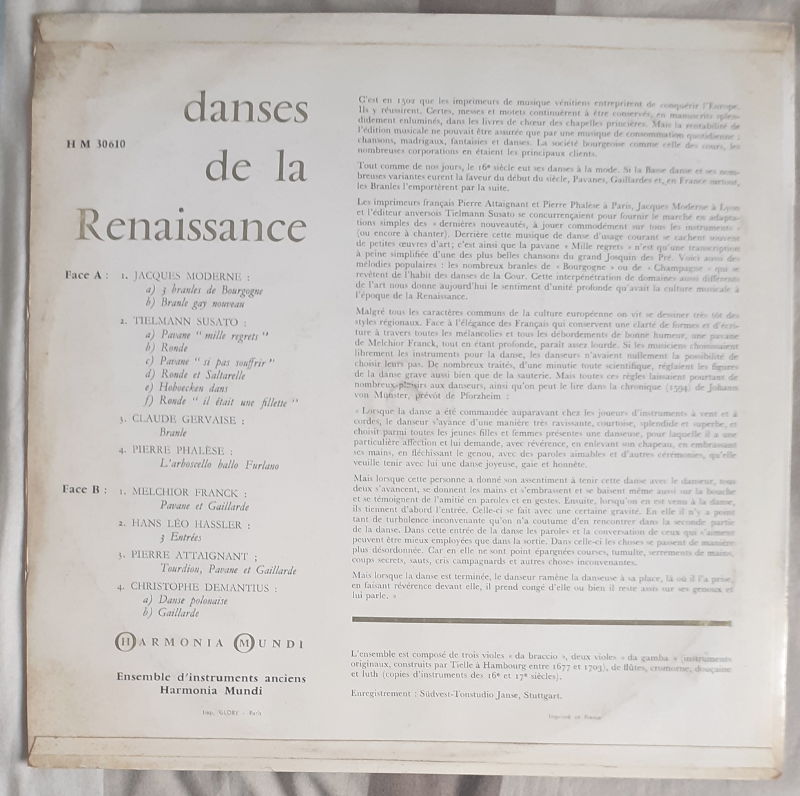 danses
de la
Renaissance
H M 30610
Face A : 1. JACQUES MODERNE :
a) 3 branles de Bourgogne
b) Branle gay nouveau
2. TIELMANN SUSATO :
a) Pavane " mille regrets "
b) Ronde
c) Pavane " si pas souffrir "
d) Ronde et Saltarelle
e) Hoboecken dans
f) Ronde " il était une fillette "
3. CLAUDE GERVAISE :
Branle
4. PIERRE PHALÈSE :
L'arboscello ballo Furlano
Face B : 1. MELCHIOR FRANCK :
Pavane et Gaillarde
2. HANS LÉO HASSLER :
3 Entrées
3. PIERRE ATTAIGNANT ;
Tourdiou, Pavane et Gaillarde
4. CHRISTOPHE DEMANTIUS :
a) Danse polonaise
b) Gaillarde
HARMONIA MUNDI
Ensemble d'instruments anciens
Harmonia Mundi
Imp. GLORY - Paris
C'est en 1502 que les imprimeurs de musique vénitiens entreprirent de conquérir l'Europe.
Ils y réussirent. Certes, messes et motets continuèrent à être conservés, en manuscrits splen-
didement enluminés, dans les livres de chœur des chapelles princières. Mais la rentabilité de
l'édition musicale ne pouvait être assurée que par une musique de consommation quotidienne :
chansons, madrigaux, fantaisies et danses. La société bourgeoise comme celle des cours, les
nombreuses corporations en étaient les principaux clients.
Tout comme de nos jours, le 16e siècle eut ses danses à la mode. Si la Basse danse et ses nom-
breuses variantes eurent la faveur du début du siècle, Pavanes, Gaillardes et, en France surtout,
les Branles l'emportèrent par la suite.
Les imprimeurs français Pierre Attaignant et Pierre Phalèse à Paris, Jacques Moderne à Lyon
et l'éditeur anversois Tielmann Susato se concurrençaient pour fournir le marché en adapta-
tions simples des « dernières nouveautés, à jouer commodément sur tous les instruments »
(ou encore à chanter). Derrière cette musique de danse d'usage courant se cachent souvent
de petites œuvres d'art ; c'est ainsi que la pavane « Mille regrets » n'est qu'une transcription
à peine simplifiée d'une des plus belles chansons du grand Josquin des Pré. Voici aussi des
mélodies populaires : les nombreux branles de « Bourgogne » ou de « Champagne » qui se
revêtent de l'habit des danses de la Cour. Cette interpénétration de domaines aussi différents
de l'art nous donne aujourd'hui le sentiment d'unité profonde qu'avait la culture musicale à
l'époque de la Renaissance.
Malgré tous les caractères communs de la culture européenne on vit se dessiner très tôt des
styles régionaux. Face à l'élégance des Français qui conservent une clarté de formes et d'écri-
ture à travers toutes les mélancolies et tous les débordements de bonne humeur, une pavane
de Melchior Franck, tout en étant profonde, paraît assez lourde. Si les musiciens choisissaient
librement les instruments pour la danse, les danseurs n'avaient nullement la possibilité de
choisir leurs pas. De nombreux traités, d'une minutie toute scientifique, réglaient les figures
de la danse grave aussi bien que de la sauterie. Mais toutes ces règles laissaient pourtant de
nombreux plaisirs aux danseurs, ainsi qu'on peut le lire dans la chronique (1594) de Johann
von Münster, prévôt de Pforzheim :
« Lorsque la danse a été commandée auparavant chez les joueurs d'instruments à vent et à
cordes, le danseur s'avance d'une manière très ravissante, courtoise, splendide et superbe, et
choisit parmi toutes les jeunes filles et femmes présentes une danseuse, pour laquelle il a une
particulière affection et lui demande, avec révérence, en enlevant son chapeau, en embrassant
ses mains, en fléchissant le genou, avec des paroles aimables et d'autres cérémonies, qu'elle
veuille tenir avec lui une danse joyeuse, gaie et honnête.
Mais lorsque cette personne a donné son assentiment à tenir cette danse avec le danseur, tous
deux s'avancent, se donnent les mains et s'embrassent et se baisent même aussi sur la bouche
et se témoignent de l'amitié en paroles et en gestes. Ensuite, lorsqu'on en est venu à la danse,
ils tiennent d'abord l'entrée. Celle-ci se fait avec une certaine gravité. En elle il n'y a point
tant de turbulence inconvenante qu'on n'a coutume d'en rencontrer dans la seconde partie
de la danse. Dans cette entrée de la danse les paroles et la conversation de ceux qui s'aiment
peuvent être mieux employées que dans la sortie. Dans celle-ci les choses se passent de manière
plus désordonnée. Car en elle ne sont point épargnées courses, tumulte, serrements de mains,
coups secrets, sauts, cris campagnards et autres choses inconvenantes.
Mais lorsque la danse est terminée, le danseur ramène la danseuse à sa place, là où il l'a prise,
en faisant révérence devant elle, il prend congé d'elle ou bien il reste assis sur ses genoux et
lui parle. »
L'ensemble est composé de trois violes « da braccio », deux violes « da gamba » (instruments
originaux, construits par Tielle à Hambourg entre 1677 et 1703), de flûtes, cromorne, douçaine
et luth (copies d'instruments des 16e et 17e siècles).
Enregistrement : Südvest-Tonstudio Janse, Stuttgart.
Imprimé en France